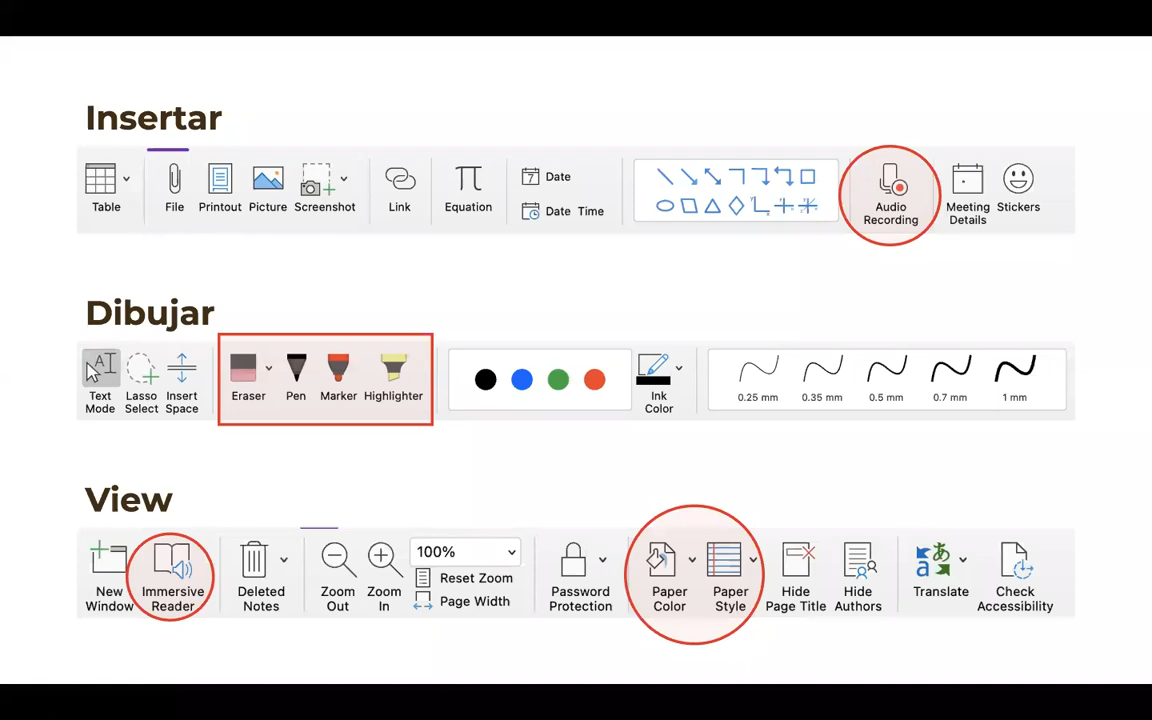 Insertar
Table File Printout Picture Screenshot Link Equation 7 Date
Date Time
Audio Recording
Meeting Details
Stickers
Dibujar
AI
Text Mode
Lasso Select
Insert Space
Eraser Pen Marker Highlighter
Ink Color
0.25 mm 0.35 mm 0.5 mm 0.7 mm 1 mm
View
New Window
Immersive Reader
Deleted Notes
Zoom Out
Zoom In
100%
Reset Zoom
Page Width
Password Protection
Paper Color
Paper Style
Hide Page Title
Hide Authors
a あ
Translate
Check Accessibility